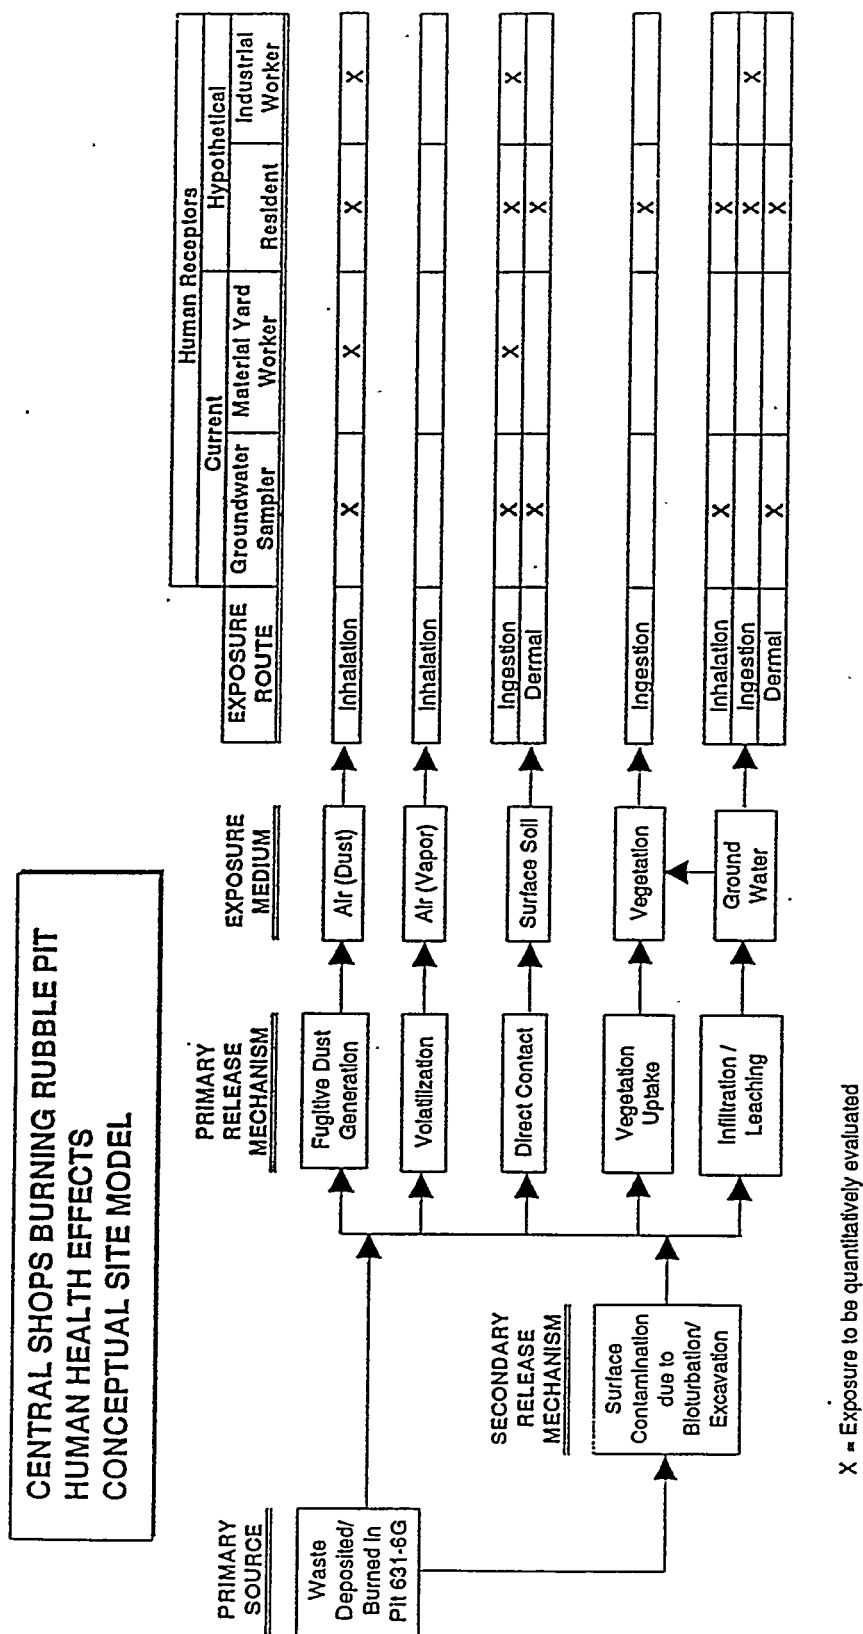 CENTRAL SHOPS BURNING RUBBLE PIT
HUMAN HEALTH EFFECTS
CONCEPTUAL SITE MODEL
Human Receptors
Current
Hypothetical
PRIMARY
SOURCE
SECONDARY
RELEASE
MECHANISM
PRIMARY
RELEASE
MECHANISM
EXPOSURE
MEDIUM
EXPOSURE
ROUTE
Groundwater
Sampler
Material Yard
Worker
Resident
Industrial
Worker
Waste
Deposited/
Burned In
Pit 631-6G
Surface
Contamination
due to
Bioturbation/
Excavation
Fugitive Dust
Generation
Air (Dust)
Inhalation X X X X
Volatilization
Air (Vapor)
Inhalation
Direct Contact
Surface Soil
Ingestion X X X X
Dermal X X
Vegetation
Uptake
Vegetation
Ingestion X
Infiltration /
Leaching
Ground
Water
Inhalation X X
Ingestion X X
Dermal X X
X = Exposure to be quantitatively evaluated